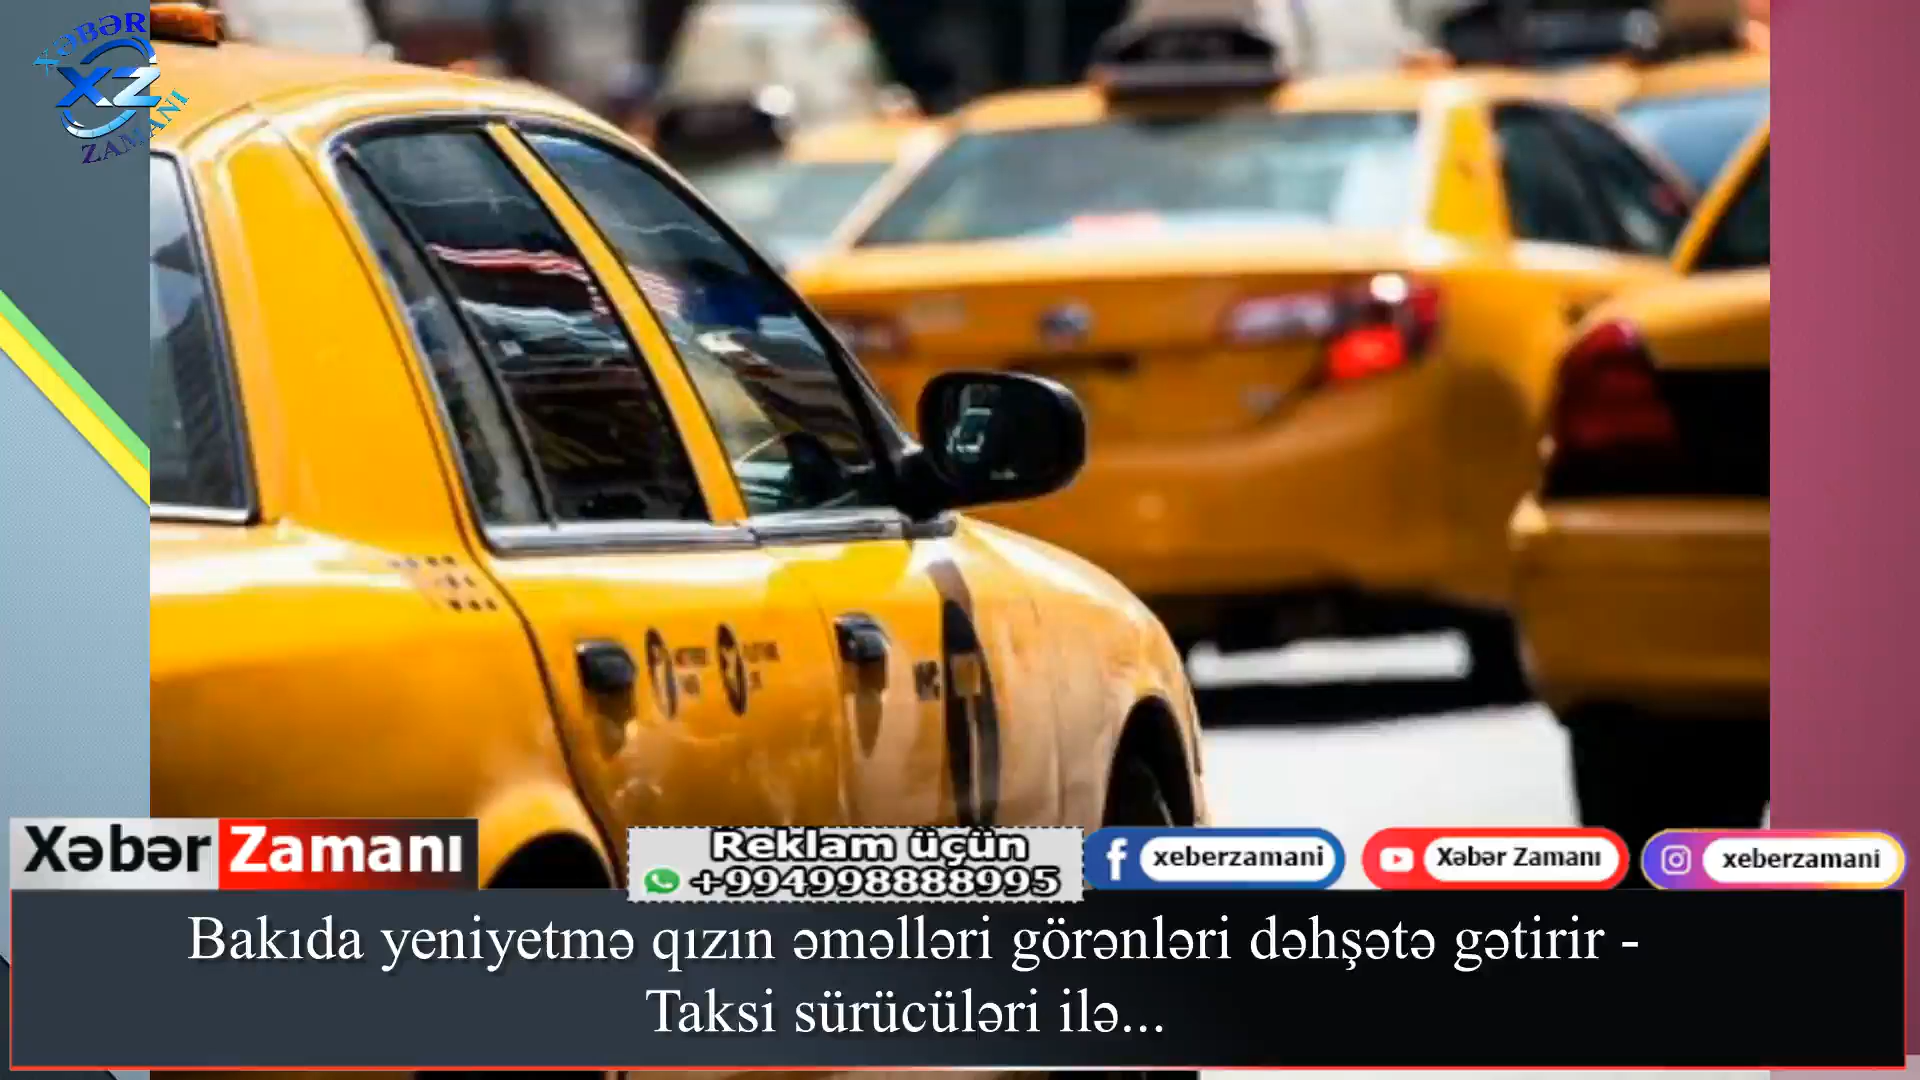 XƏBƏR
XZ
ZAMANI
Xəbər Zamanı
Reklam üçün
+994998888995
xeberzamani
Xəbər Zamanı
xeberzamani
Bakıda yeniyetmə qızın əməlləri görənləri dəhşətə gətirir -
Taksi sürücüləri ilə...